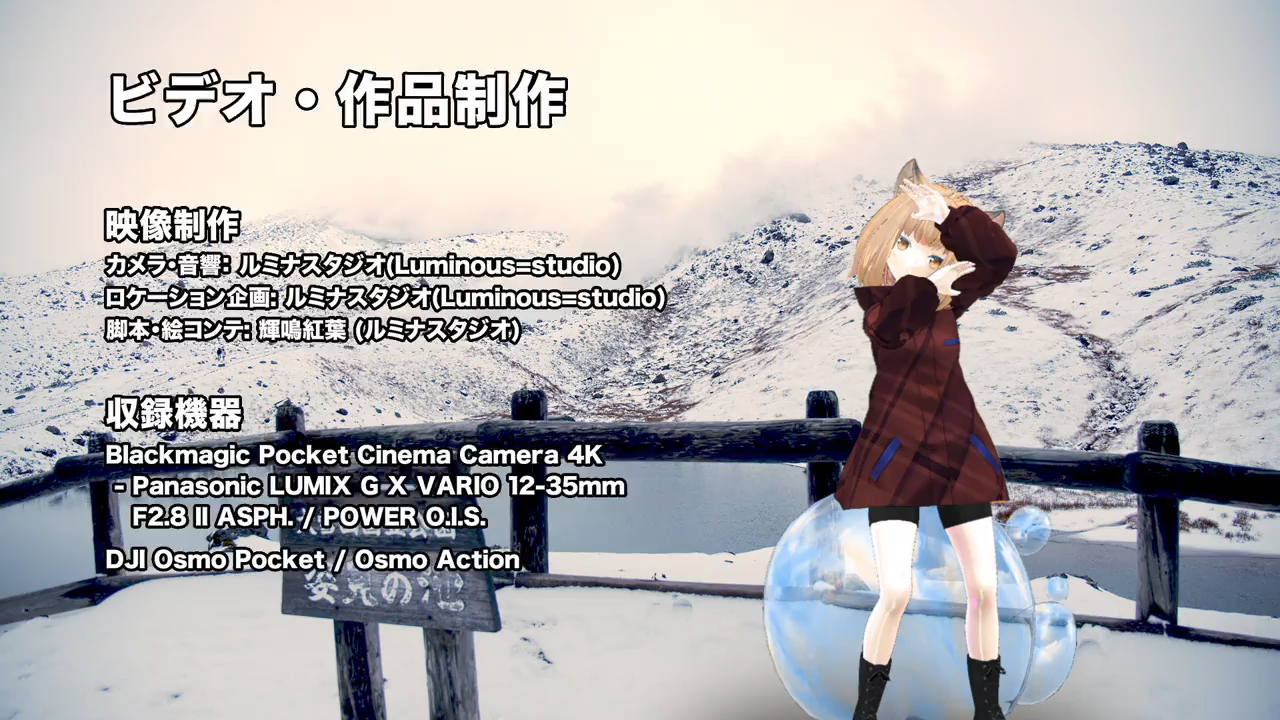 ビデオ・作品制作
映像制作
カメラ・音響: ルミナスタジオ(Luminous=studio)
ロケーション企画: ルミナスタジオ(Luminous=studio)
脚本・絵コンテ: 輝鳴紅葉 (ルミナスタジオ)
収録機器
Blackmagic Pocket Cinema Camera 4K
- Panasonic LUMIX G X VARIO 12-35mm
F2.8 II ASPH. / POWER O.I.S.
DJI Osmo Pocket / Osmo Action
姿見の池